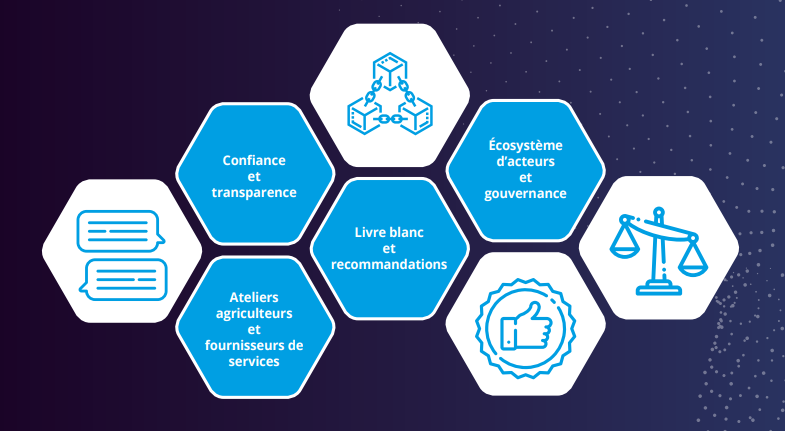 Confiance
et
transparence
Écosystème
d'acteurs
et
gouvernance
Livre blanc
et
recommandations
Ateliers
agriculteurs
et
fournisseurs de
services